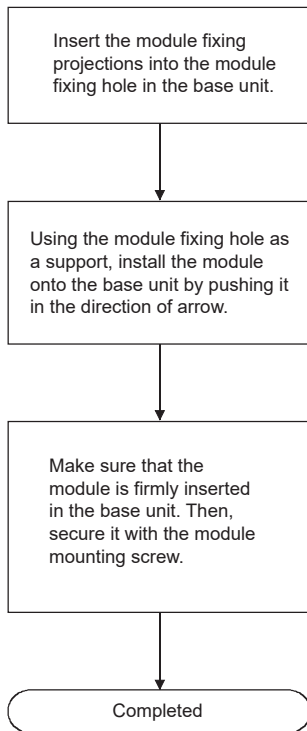 Insert the module fixing
projections into the module
fixing hole in the base unit.
Using the module fixing hole as
a support, install the module
onto the base unit by pushing it
in the direction of arrow.
Make sure that the
module is firmly inserted
in the base unit. Then,
secure it with the module
mounting screw.
Completed